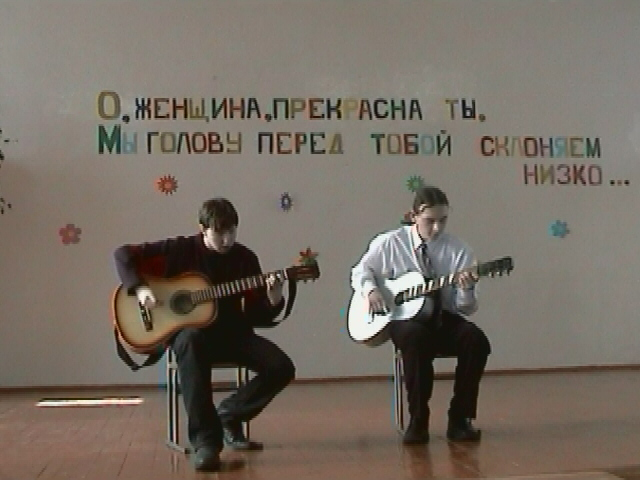 О, ЖЕНЩИНА, ПРЕКРАСНА ТЫ.
МЫ ГОЛОВУ ПЕРЕД ТОБОЙ СКЛОНЯЕМ
НИЗКО...